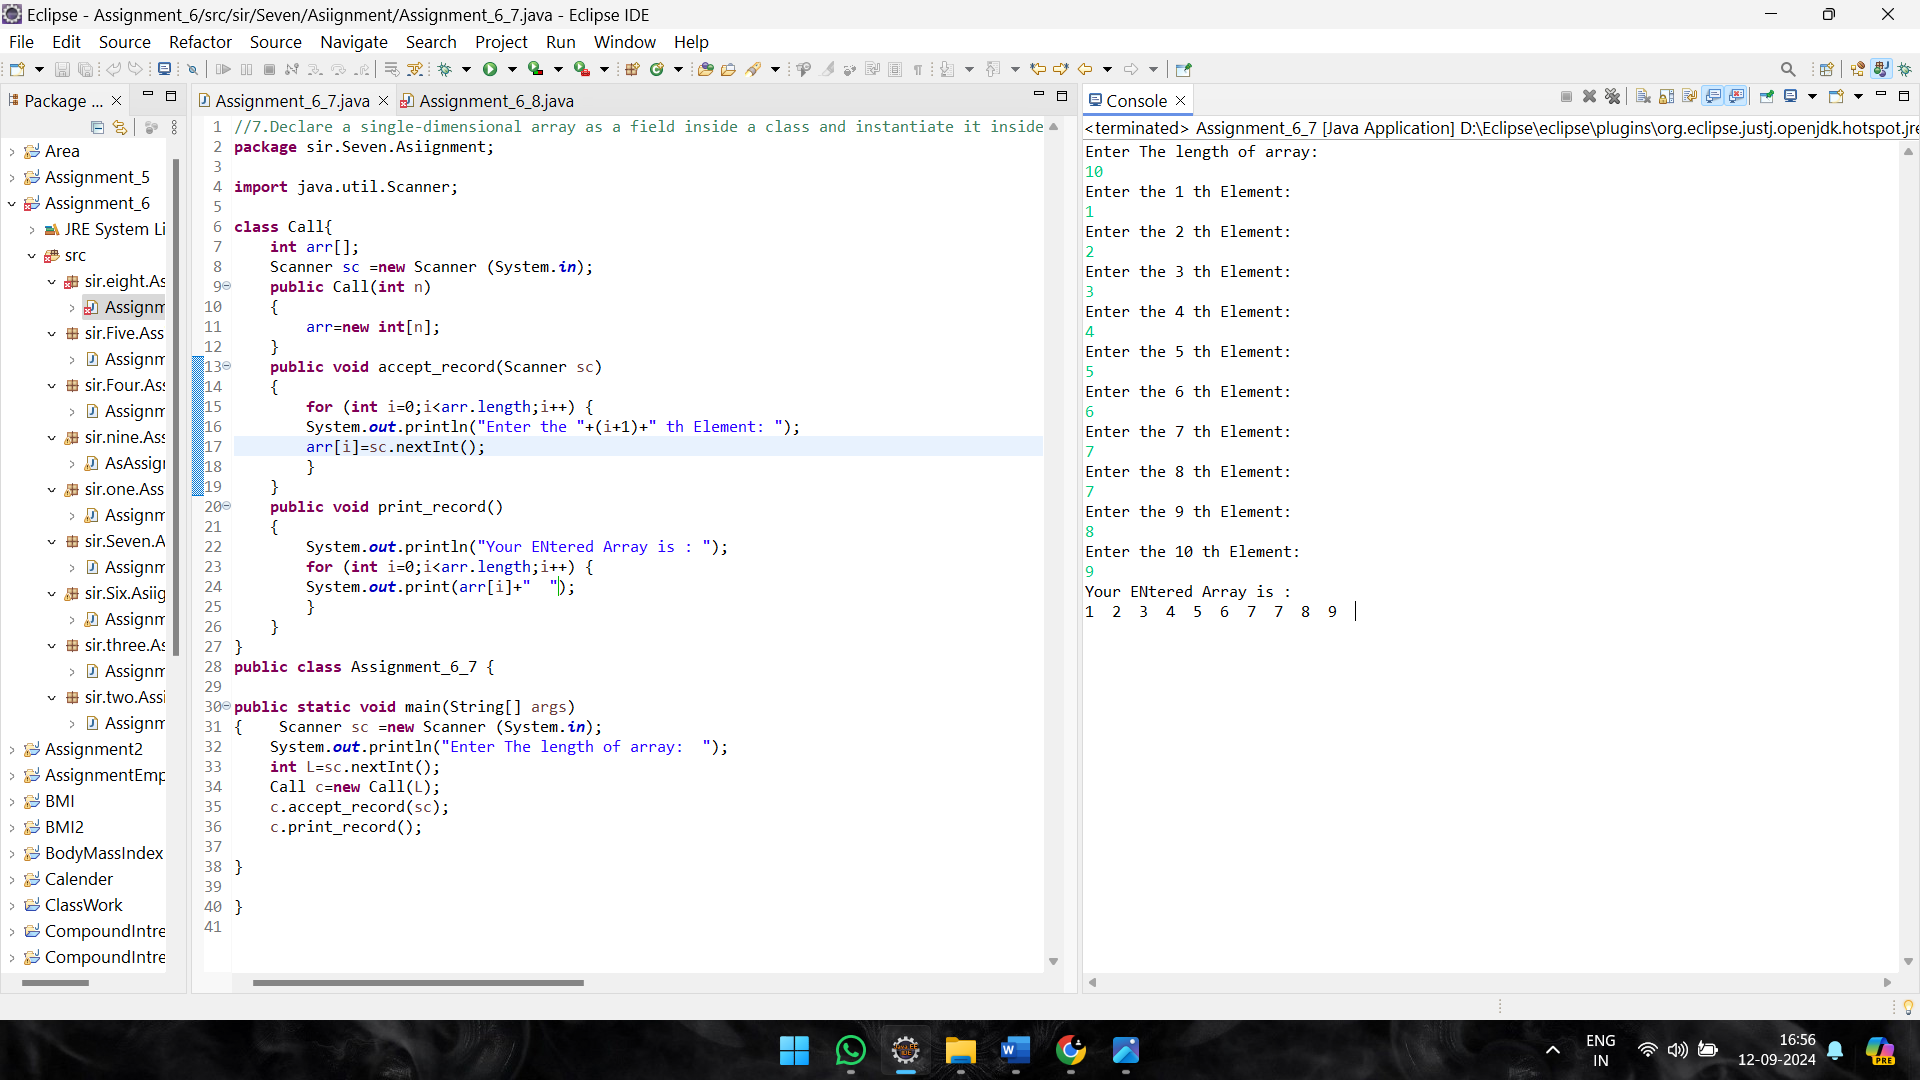 Eclipse - Assignment_6/src/sir/Seven/Asiignment/Assignment_6_7.java - Eclipse IDE
File Edit Source Refactor Source Navigate Search Project Run Window Help
Package ...
Area
Assignment_5
Assignment_6
JRE System Li
src
sir.eight.As
Assignm
sir.Five.Ass
Assignm
sir.Four.Ass
Assignm
sir.nine.Ass
AsAssign
sir.one.Ass
Assignm
sir.Seven.A
Assignm
sir.Six.Asiig
Assignm
sir.three.As
Assignm
sir.two.Assi
Assignm
Assignment2
AssignmentEmp
BMI
BMI2
BodyMassIndex
Calender
ClassWork
CompoundIntre
CompoundIntre
Assignment_6_7.java Assignment_6_8.java
1 //7.Declare a single-dimensional array as a field inside a class and instantiate it inside
2 package sir.Seven.Asiignment;
3
4 import java.util.Scanner;
5
6 class Call{
7     int arr[];
8     Scanner sc =new Scanner (System.in);
9     public Call(int n)
10     {
11         arr=new int[n];
12     }
13     public void accept_record(Scanner sc)
14     {
15         for (int i=0;i<arr.length;i++) {
16         System.out.println("Enter the "+(i+1)+" th Element: ");
17         arr[i]=sc.nextInt();
18         }
19     }
20     public void print_record()
21     {
22         System.out.println("Your ENtered Array is : ");
23         for (int i=0;i<arr.length;i++) {
24         System.out.print(arr[i]+"  ");
25         }
26     }
27 }
28 public class Assignment_6_7 {
29
30 public static void main(String[] args)
31 {    Scanner sc =new Scanner (System.in);
32     System.out.println("Enter The length of array:  ");
33     int L=sc.nextInt();
34     Call c=new Call(L);
35     c.accept_record(sc);
36     c.print_record();
37
38 }
39
40 }
41
Console
<terminated> Assignment_6_7 [Java Application] D:\Eclipse\eclipse\plugins\org.eclipse.justj.openjdk.hotspot.jre
Enter The length of array:
10
Enter the 1 th Element:
1
Enter the 2 th Element:
2
Enter the 3 th Element:
3
Enter the 4 th Element:
4
Enter the 5 th Element:
5
Enter the 6 th Element:
6
Enter the 7 th Element:
7
Enter the 8 th Element:
7
Enter the 9 th Element:
8
Enter the 10 th Element:
9
Your ENtered Array is :
1  2  3  4  5  6  7  7  8  9
ENG
IN
16:56
12-09-2024
PRE